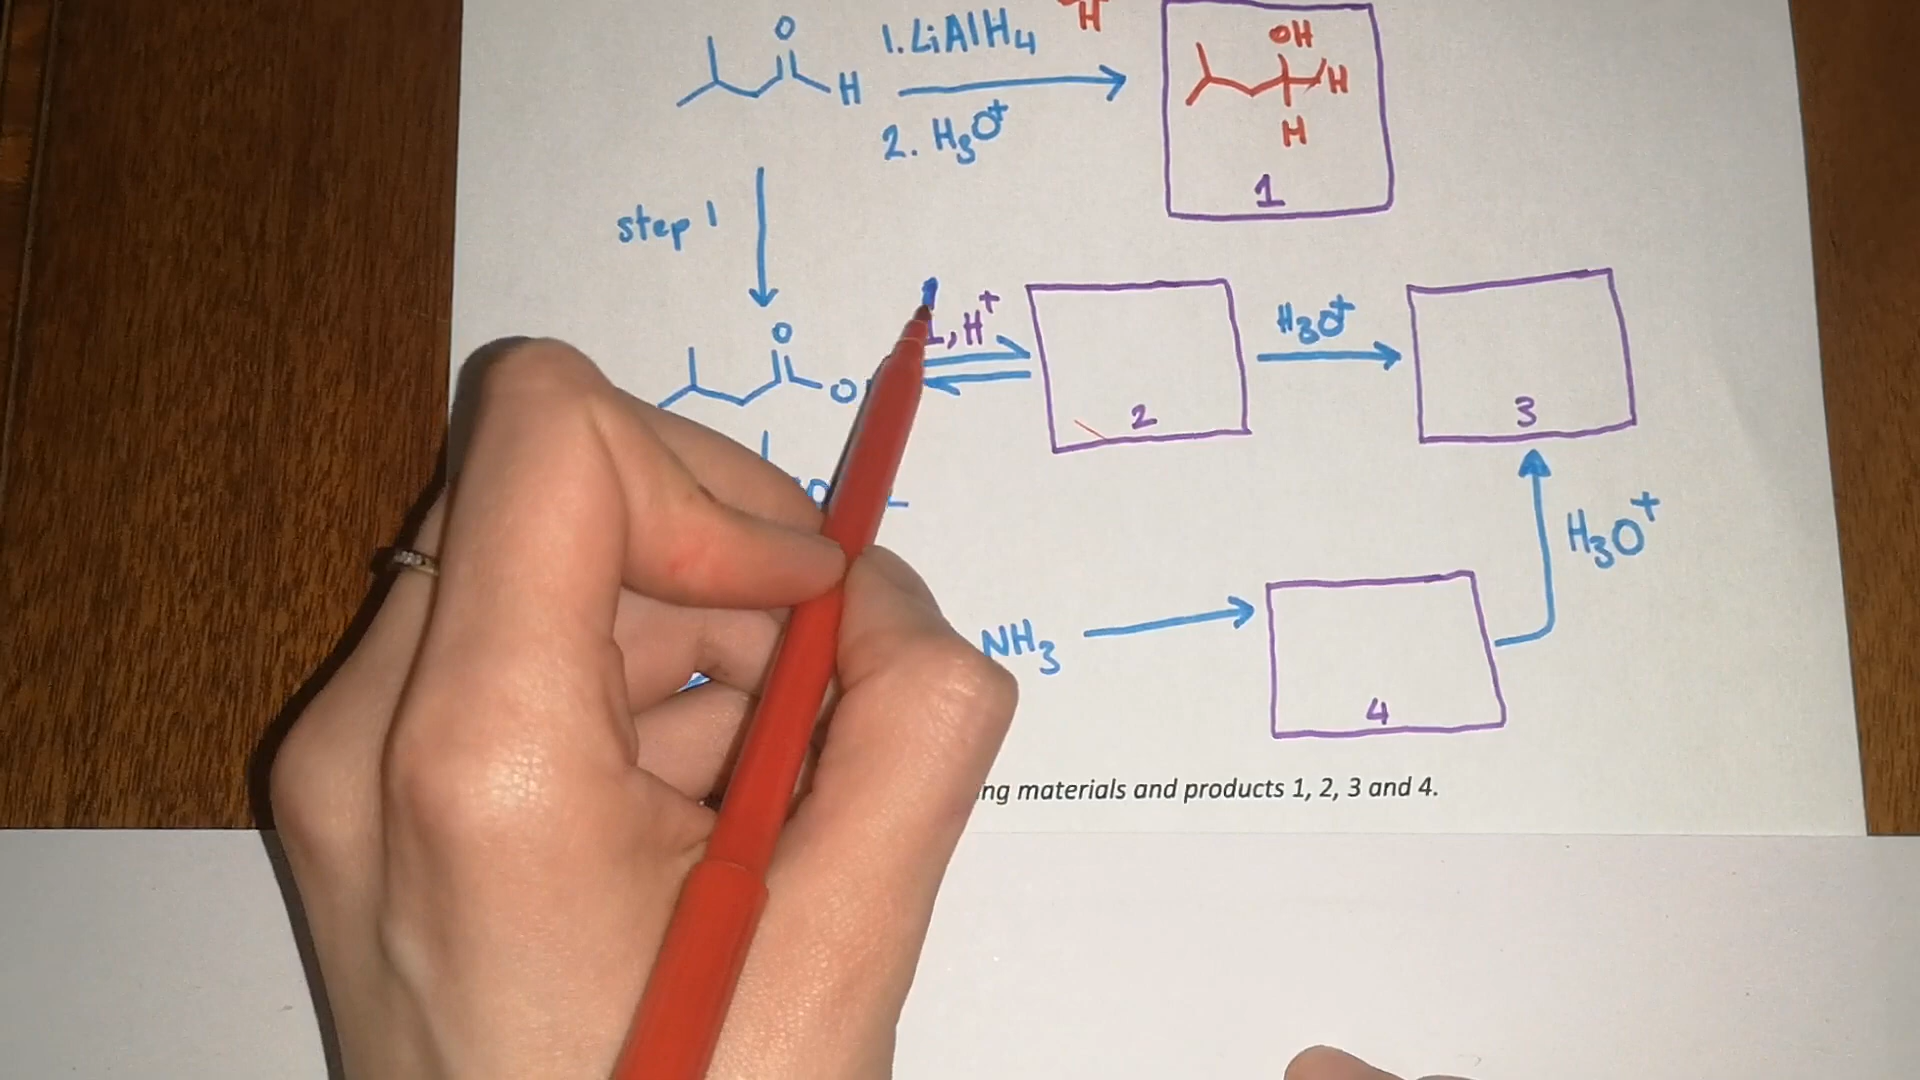 O
1. LiAlH4
H
OH
H
H
2. H3O+
H
1
step 1
1, H+
O
O
2
H3O+
3
H3O+
NH3
4
ng materials and products 1, 2, 3 and 4.